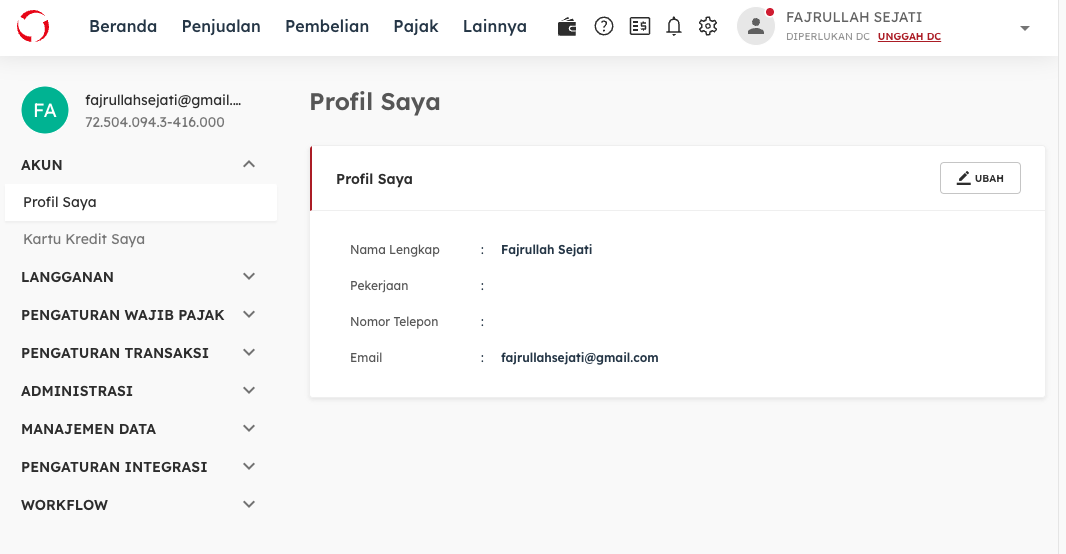 Beranda Penjualan Pembelian Pajak Lainnya
FAJRULLAH SEJATI
DIPERLUKAN DC UNGGAH DC
FA
fajrullahsejati@gmail....
72.504.094.3-416.000
AKUN
Profil Saya
Kartu Kredit Saya
LANGGANAN
PENGATURAN WAJIB PAJAK
PENGATURAN TRANSAKSI
ADMINISTRASI
MANAJEMEN DATA
PENGATURAN INTEGRASI
WORKFLOW
Profil Saya
Profil Saya
UBAH
Nama Lengkap : Fajrullah Sejati
Pekerjaan :
Nomor Telepon :
Email : fajrullahsejati@gmail.com